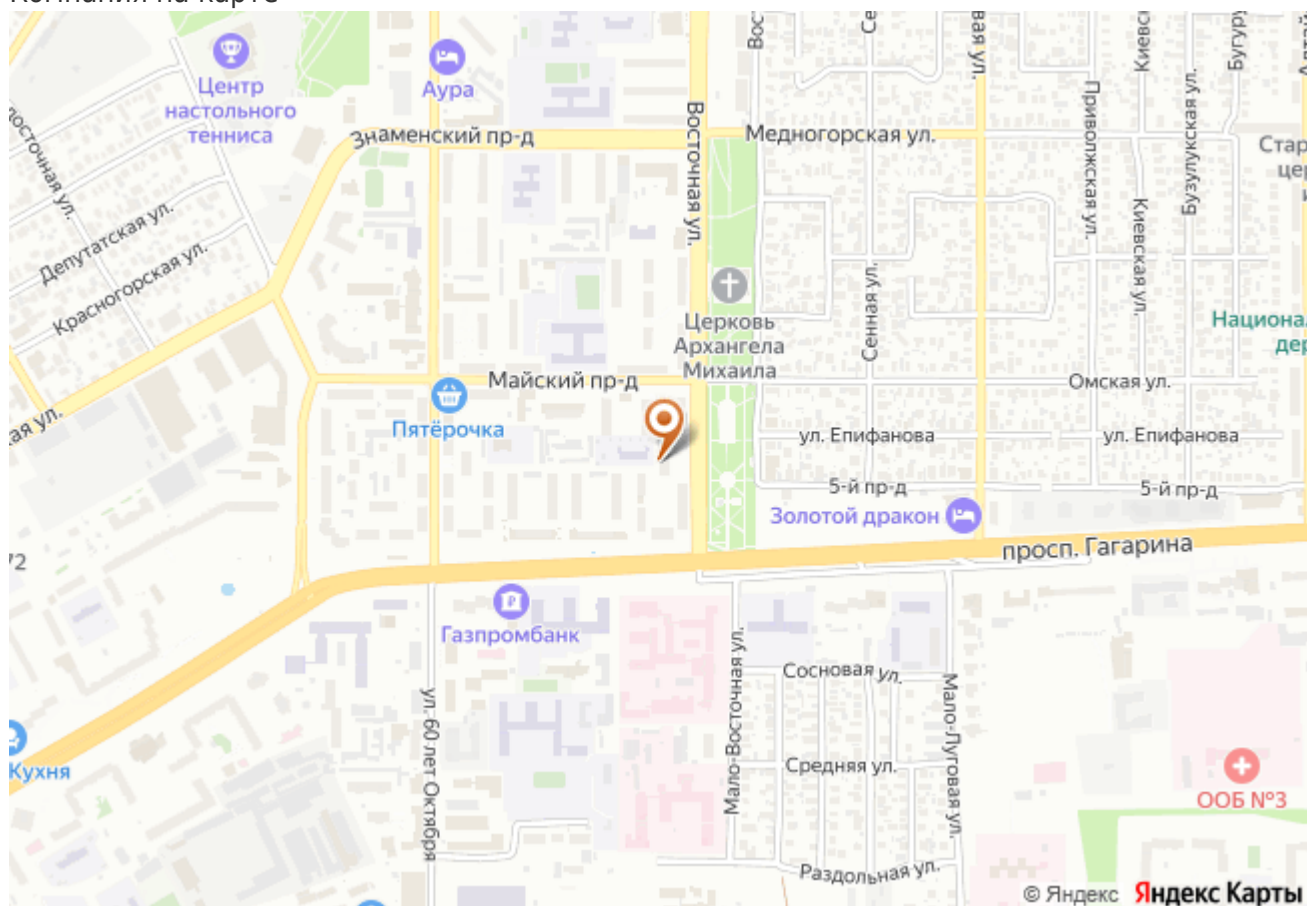 Компания на карте
Центр
настольного
тенниса
Аура
Знаменский пр-д
Восточная ул.
Медногорская ул.
Приволжская ул.
Киевская ул.
Бузулукская ул.
Депутатская ул.
Красногорская ул.
Церковь
Архангела
Михаила
Сенная ул.
Майский пр-д
Омская ул.
Пятёрочка
ул. Епифанова
ул. Епифанова
5-й пр-д
5-й пр-д
Золотой дракон
просп. Гагарина
Газпромбанк
ул. 60 лет Октября
Мало-Восточная ул.
Сосновая ул.
Мало-Луговая ул.
Средняя ул.
Кухня
ООБ №3
Раздольная ул.
© Яндекс Яндекс Карты